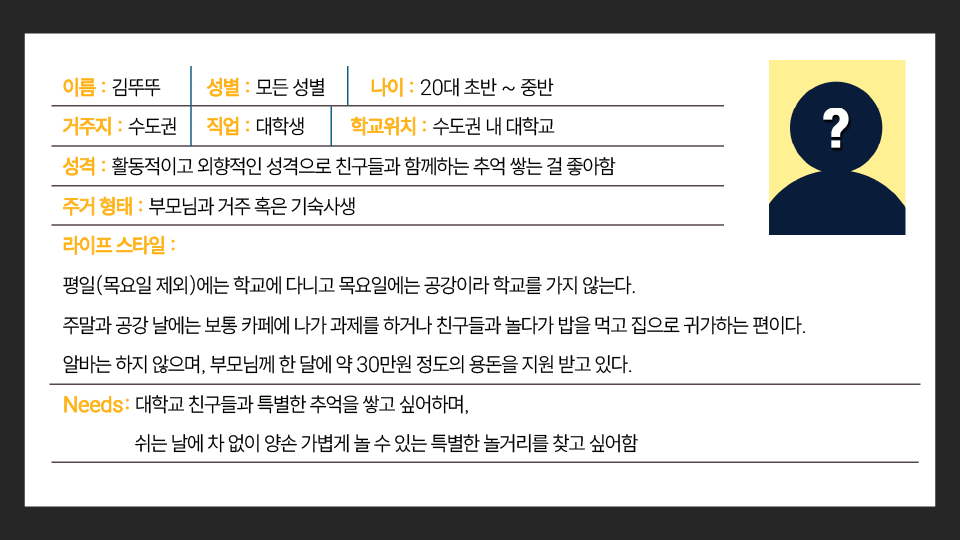 이름 : 김뚜뚜 성별 : 모든 성별 나이 : 20대 초반 ~ 중반
거주지 : 수도권 직업 : 대학생 학교위치 : 수도권 내 대학교
성격 : 활동적이고 외향적인 성격으로 친구들과 함께하는 추억 쌓는 걸 좋아함
주거 형태 : 부모님과 거주 혹은 기숙사생
라이프 스타일 :
평일(목요일 제외)에는 학교에 다니고 목요일에는 공강이라 학교를 가지 않는다.
주말과 공강 날에는 보통 카페에 나가 과제를 하거나 친구들과 놀다가 밥을 먹고 집으로 귀가하는 편이다.
알바는 하지 않으며, 부모님께 한 달에 약 30만원 정도의 용돈을 지원 받고 있다.
Needs: 대학교 친구들과 특별한 추억을 쌓고 싶어하며,
쉬는 날에 차 없이 양손 가볍게 놀 수 있는 특별한 놀거리를 찾고 싶어함
?